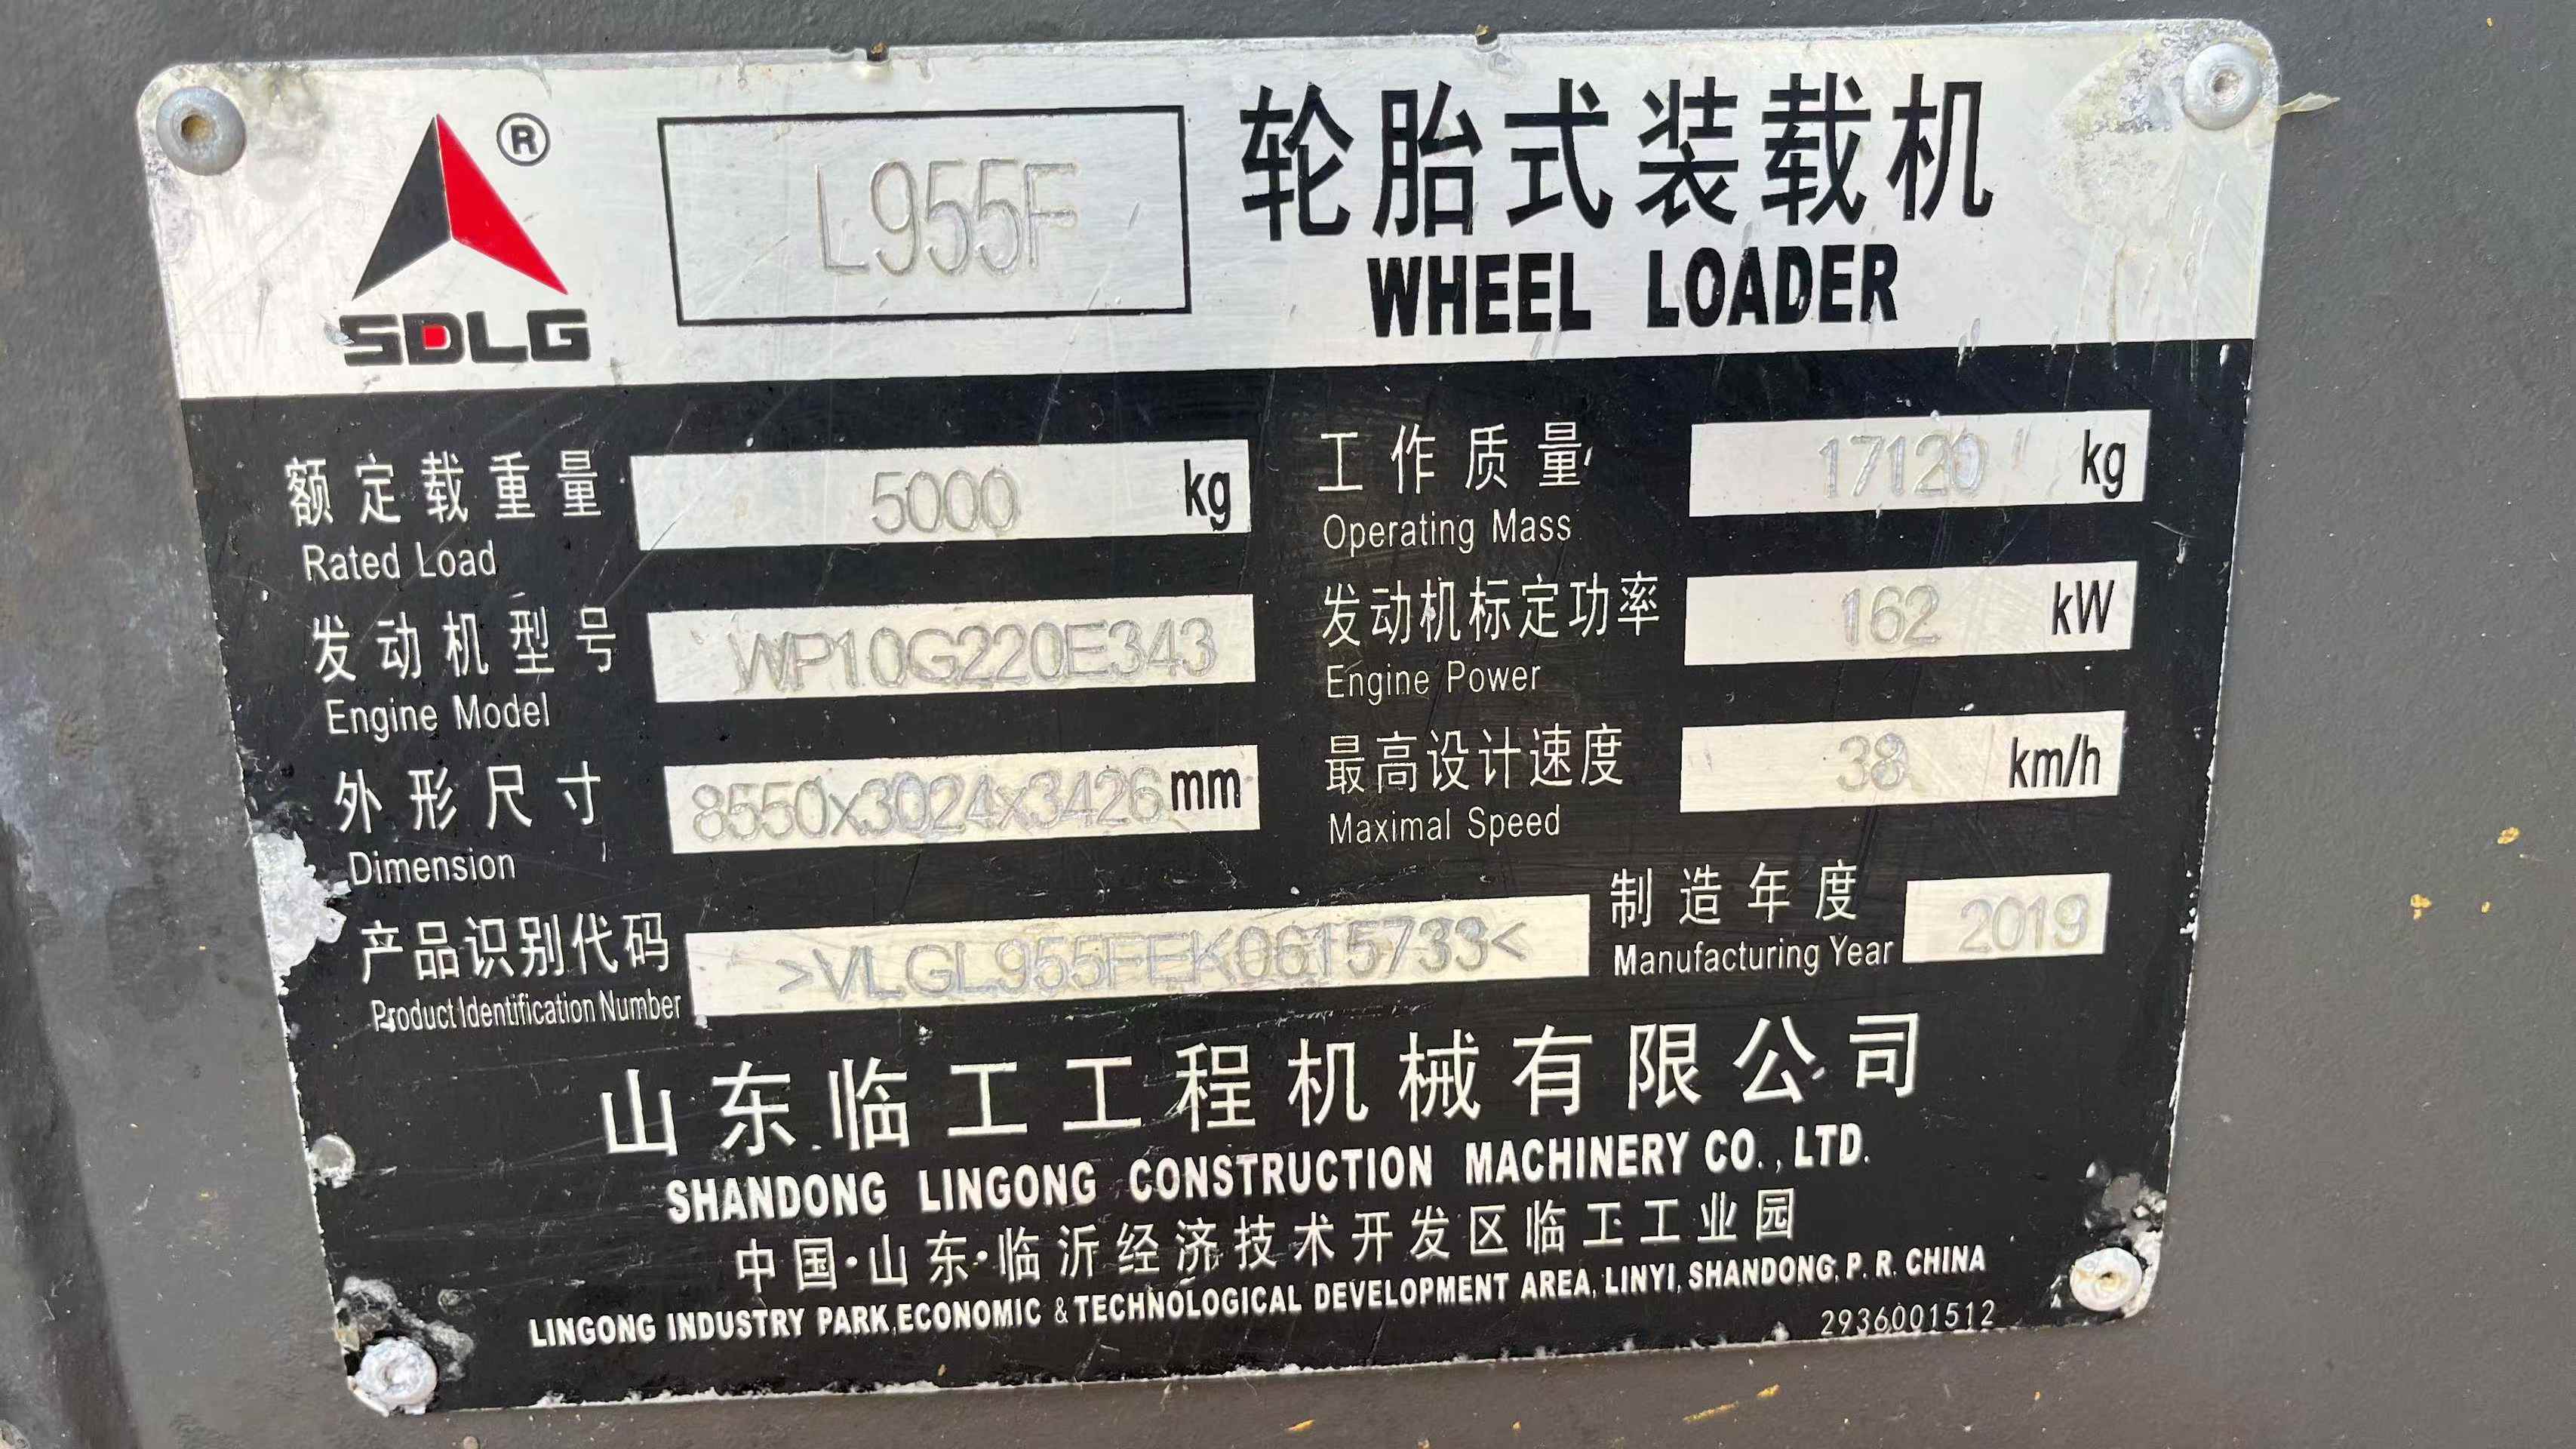 ®
SDLG
L955F
轮胎式装载机
WHEEL LOADER
额定载重量 5000 kg
Rated Load
工作质量 17120 kg
Operating Mass
发动机型号 WP10G220E343
Engine Model
发动机标定功率 162 kW
Engine Power
外形尺寸 8550x3024x3426 mm
Dimension
最高设计速度 38 km/h
Maximal Speed
产品识别代码 >VLGL955FEK0615733<
Product Identification Number
制造年度 2019
Manufacturing Year
山东临工工程机械有限公司
SHANDONG LINGONG CONSTRUCTION MACHINERY CO., LTD.
中国·山东·临沂经济技术开发区临工工业园
LINGONG INDUSTRY PARK, ECONOMIC & TECHNOLOGICAL DEVELOPMENT AREA, LINYI, SHANDONG, P. R. CHINA
2936001512